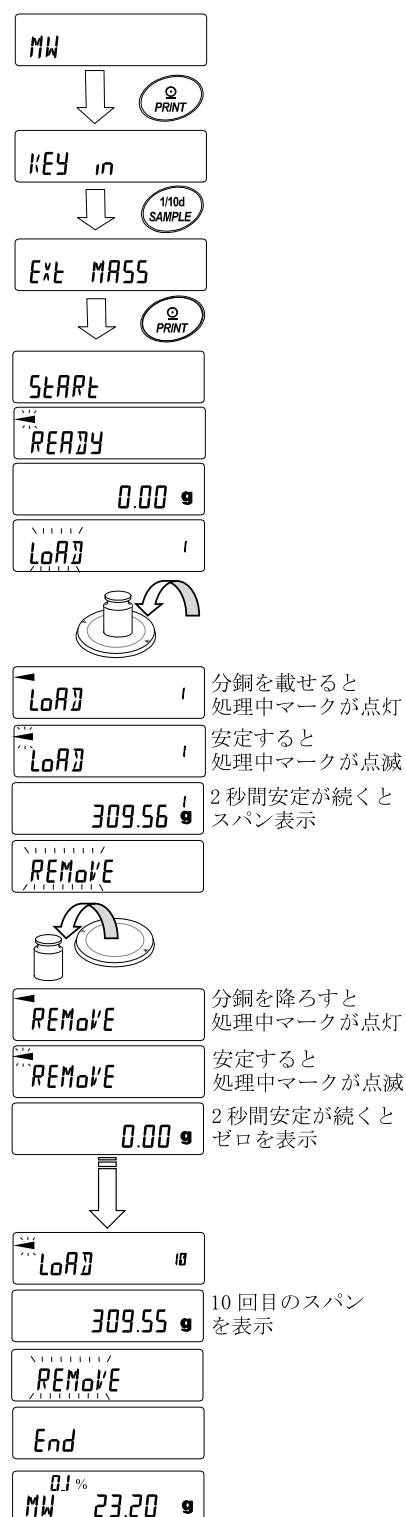 MW
PRINT
KEY in
1/10d
SAMPLE
Ext MASS
PRINT
StARt
READY
0.00 g
LoAD 1
LoAD 1
分銅を載せると
処理中マークが点灯
LoAD 1
安定すると
処理中マークが点滅
1
309.56 g
2秒間安定が続くと
スパン表示
REMoVE
REMoVE
分銅を降ろすと
処理中マークが点灯
REMoVE
安定すると
処理中マークが点滅
0.00 g
2秒間安定が続くと
ゼロを表示
LoAD 10
309.55 g
10回目のスパン
を表示
REMoVE
End
0.1 %
MW 23.20 g